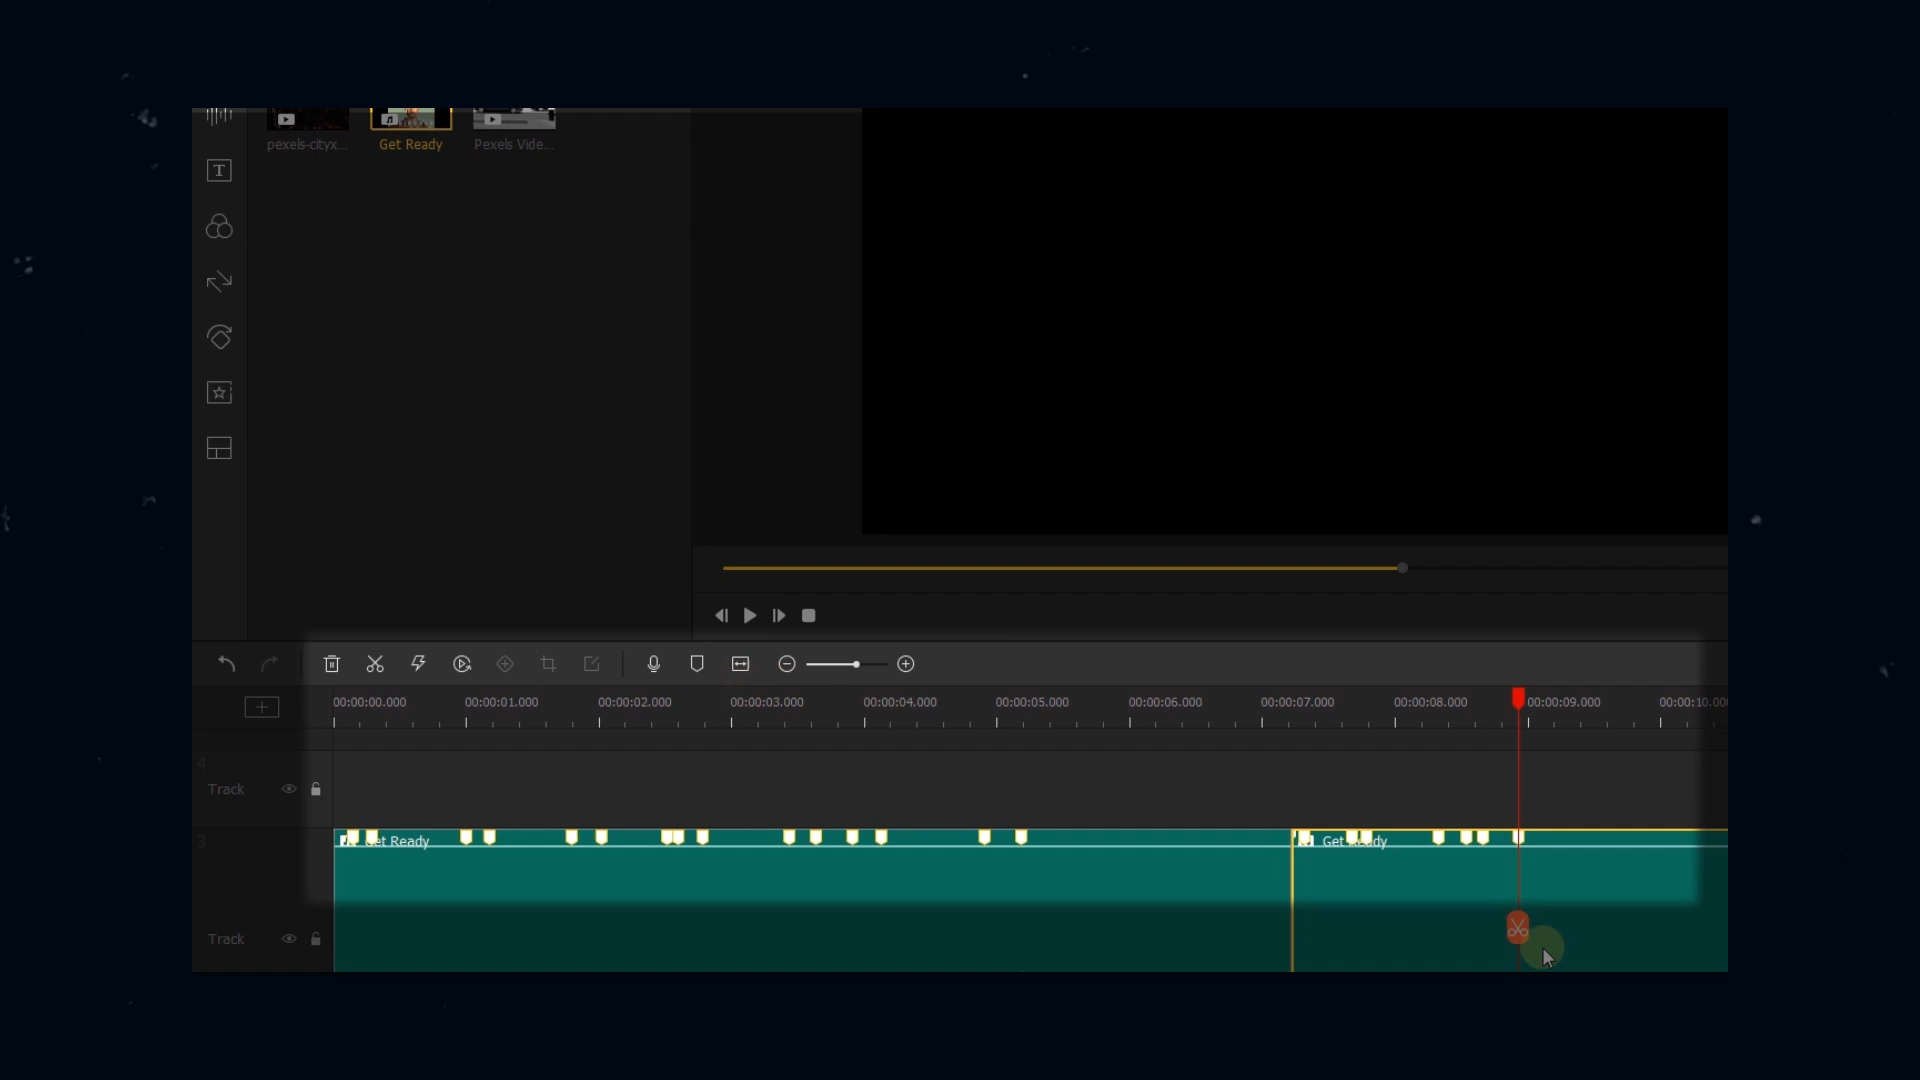 pexels-cityx... Get Ready Pexels Vide...
T
00:00:00.000 00:00:01.000 00:00:02.000 00:00:03.000 00:00:04.000 00:00:05.000 00:00:06.000 00:00:07.000 00:00:08.000 00:00:09.000 00:00:10.000
4
Track
3
Get Ready Get Ready
Track